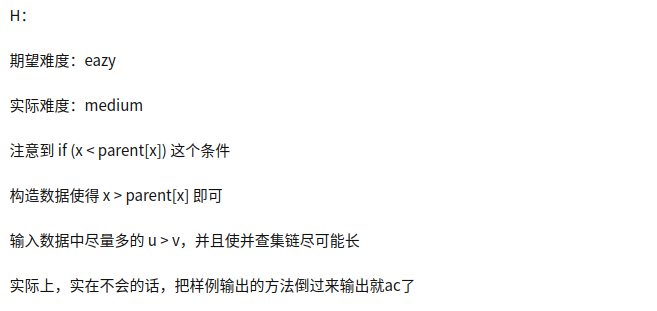 H：
期望难度：eazy
实际难度：medium
注意到 if (x < parent[x]) 这个条件
构造数据使得 x > parent[x] 即可
输入数据中尽量多的 u > v，并且使并查集链尽可能长
实际上，实在不会的话，把样例输出的方法倒过来输出就ac了